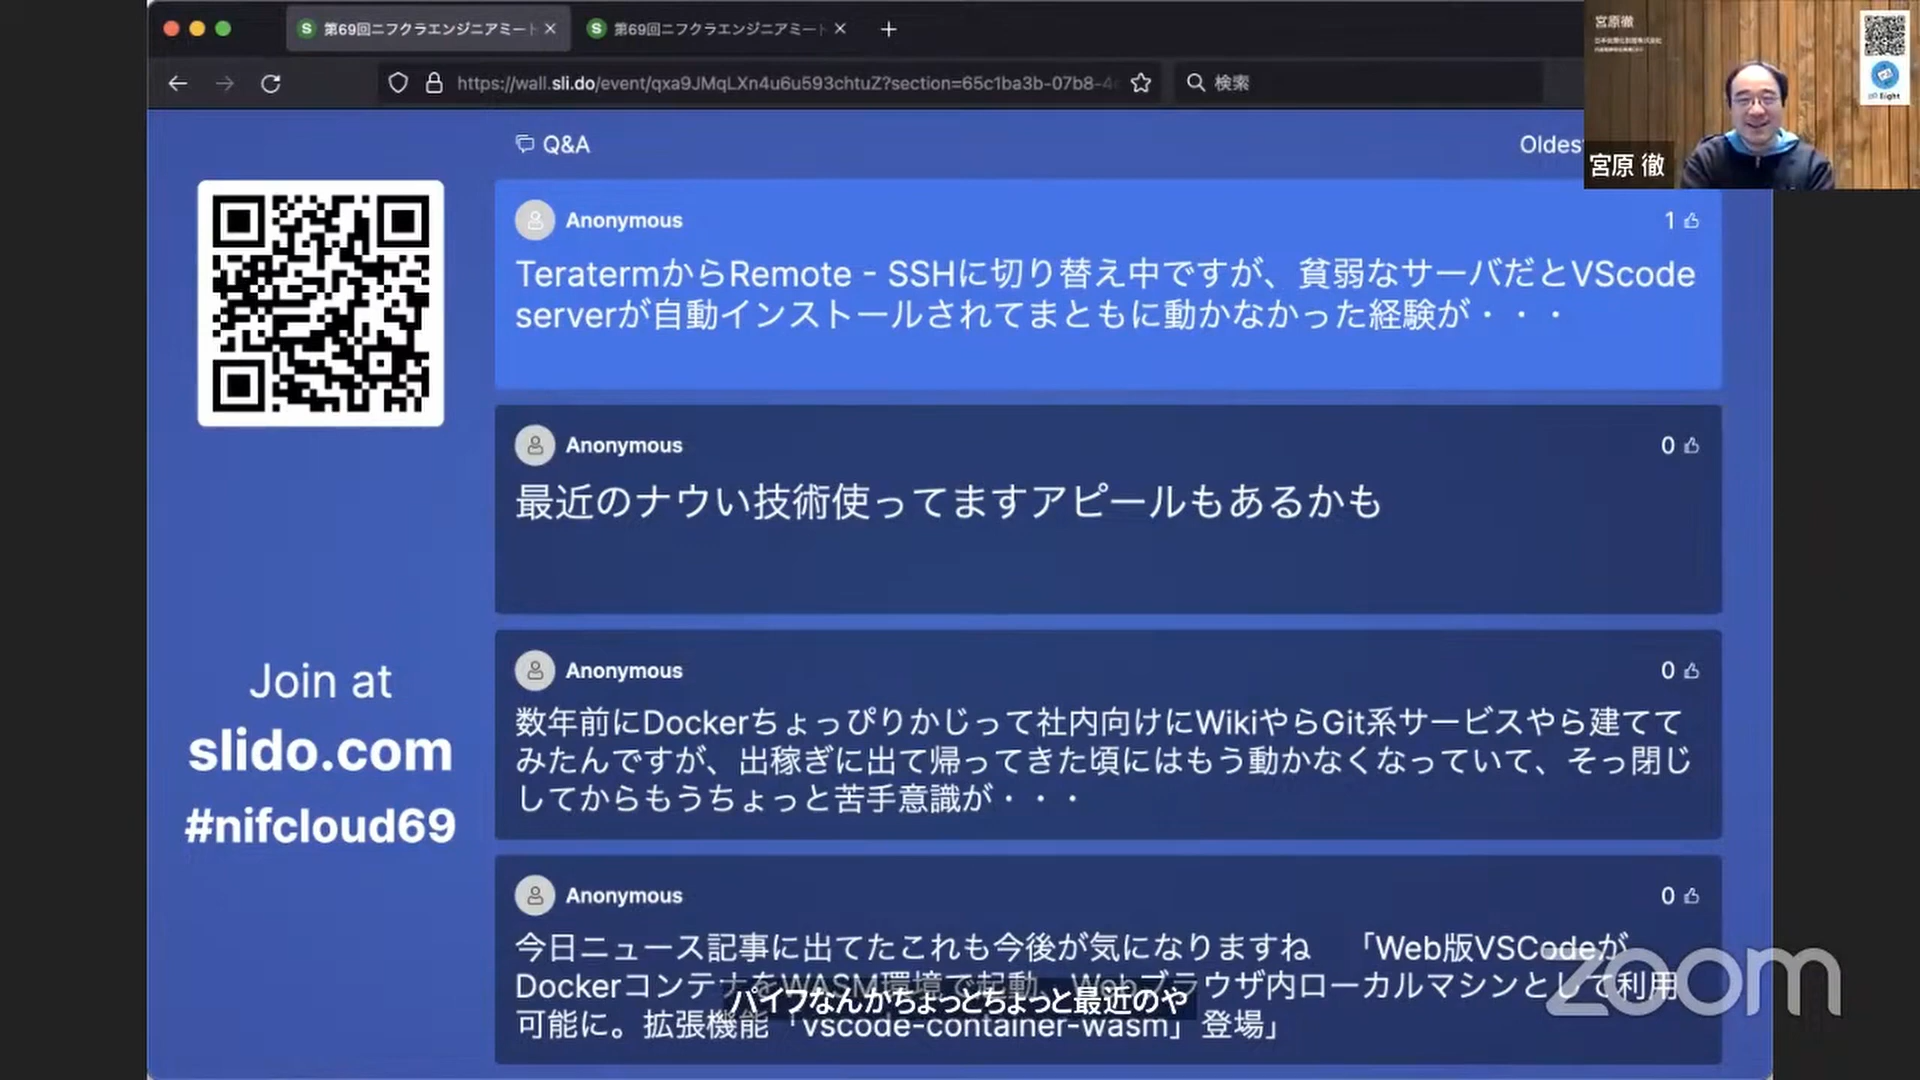 第69回ニフクラエンジニアミート
第69回ニフクラエンジニアミート
https://wall.sli.do/event/qxa9JMqLXn4u6u593chtuZ?section=65c1ba3b-07b8-4
検索
宮原徹
宮原 徹
Q&A
Oldes
Anonymous
1
TeratermからRemote - SSHに切り替え中ですが、貧弱なサーバだとVScode
serverが自動インストールされてまともに動かなかった経験が・・・
Anonymous
0
最近のナウい技術使ってますアピールもあるかも
Anonymous
0
数年前にDockerちょっぴりかじって社内向けにWikiやらGit系サービスやら建てて
みたんですが、出稼ぎに出て帰ってきた頃にはもう動かなくなっていて、そっ閉じ
してからもうちょっと苦手意識が・・・
Anonymous
0
今日ニュース記事に出てたこれも今後が気になりますね 「Web版VSCodeが
DockerコンテナをWASM環境で起動、Webブラウザ内ローカルマシンとして利用
可能に。拡張機能「vscode-container-wasm」登場」
パイプなんかちょっとちょっと最近のや
Join at
slido.com
#nifcloud69
zoom